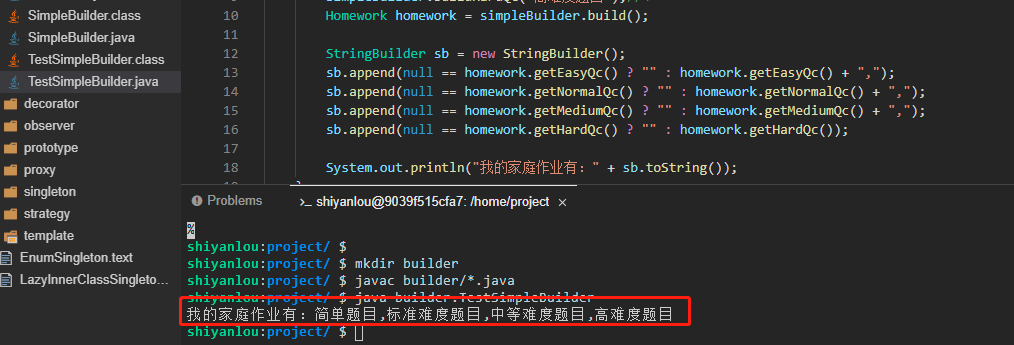 SimpleBuilder.class
SimpleBuilder.java
TestSimpleBuilder.class
TestSimpleBuilder.java
decorator
observer
prototype
proxy
singleton
strategy
template
EnumSingleton.java
LazyInnerClassSingleto...
10 Homework homework = simpleBuilder.build();
11
12 StringBuilder sb = new StringBuilder();
13 sb.append(null == homework.getEasyQc() ? "" : homework.getEasyQc() + ",");
14 sb.append(null == homework.getNormalQc() ? "" : homework.getNormalQc() + ",");
15 sb.append(null == homework.getMediumQc() ? "" : homework.getMediumQc() + ",");
16 sb.append(null == homework.getHardQc() ? "" : homework.getHardQc());
17
18 System.out.println("我的家庭作业有：" + sb.toString());
Problems
shiyanlou@9039f515cfa7: /home/project
%
shiyanlou:project/ $
shiyanlou:project/ $ mkdir builder
shiyanlou:project/ $ javac builder/*.java
shiyanlou:project/ $ java builder.TestSimpleBuilder
我的家庭作业有：简单题目,标准难度题目,中等难度题目,高难度题目
shiyanlou:project/ $